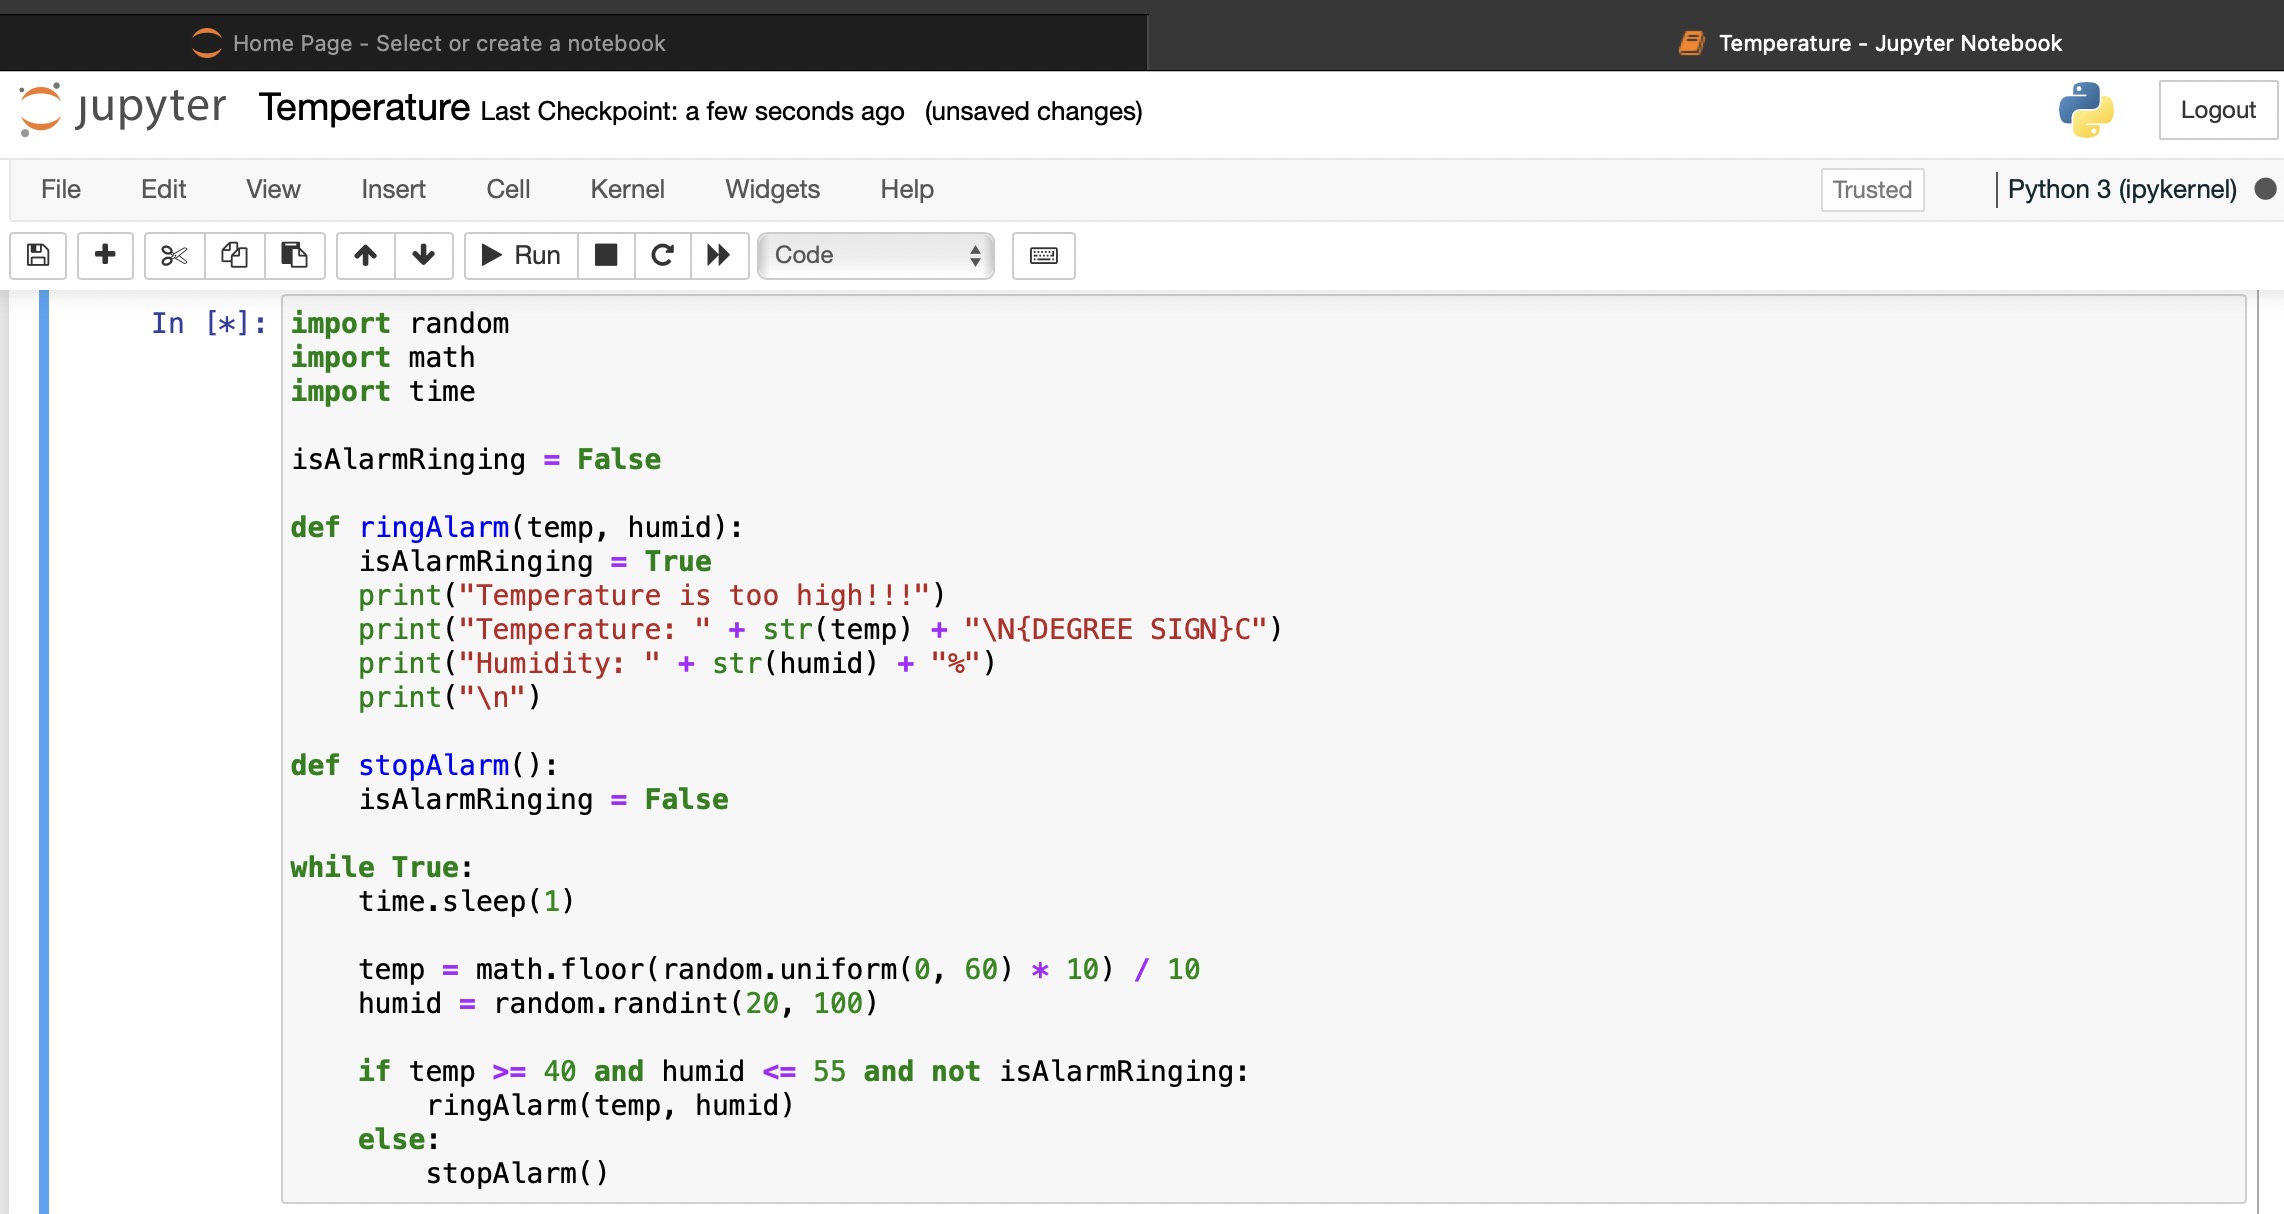 Home Page - Select or create a notebook
Temperature - Jupyter Notebook
jupyter Temperature Last Checkpoint: a few seconds ago (unsaved changes)
Logout
File Edit View Insert Cell Kernel Widgets Help
Trusted
Python 3 (ipykernel)
Run
Code
In [*]:
import random
import math
import time

isAlarmRinging = False

def ringAlarm(temp, humid):
    isAlarmRinging = True
    print("Temperature is too high!!!")
    print("Temperature: " + str(temp) + "\N{DEGREE SIGN}C")
    print("Humidity: " + str(humid) + "%")
    print("\n")

def stopAlarm():
    isAlarmRinging = False

while True:
    time.sleep(1)

    temp = math.floor(random.uniform(0, 60) * 10) / 10
    humid = random.randint(20, 100)

    if temp >= 40 and humid <= 55 and not isAlarmRinging:
        ringAlarm(temp, humid)
    else:
        stopAlarm()